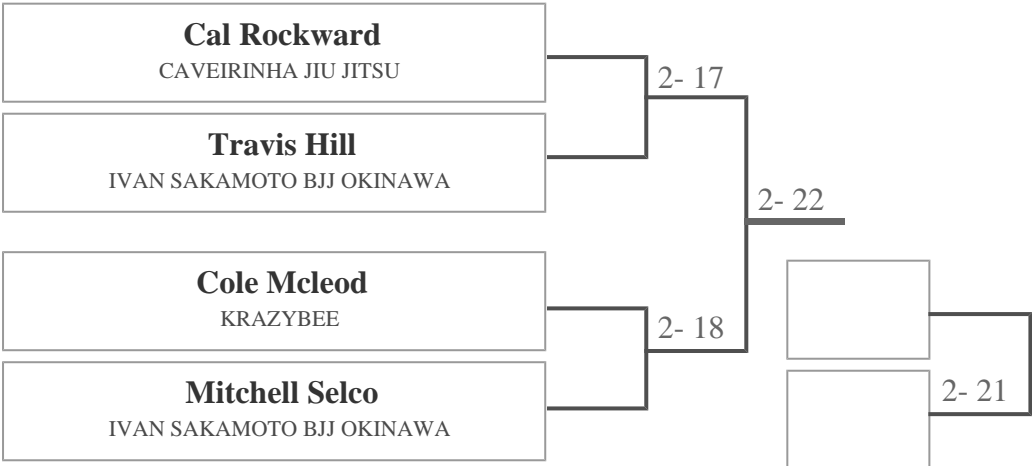 Cal Rockward
CAVEIRINHA JIU JITSU
2- 17
Travis Hill
IVAN SAKAMOTO BJJ OKINAWA
2- 22
Cole Mcleod
KRAZYBEE
2- 18
Mitchell Selco
IVAN SAKAMOTO BJJ OKINAWA
2- 21